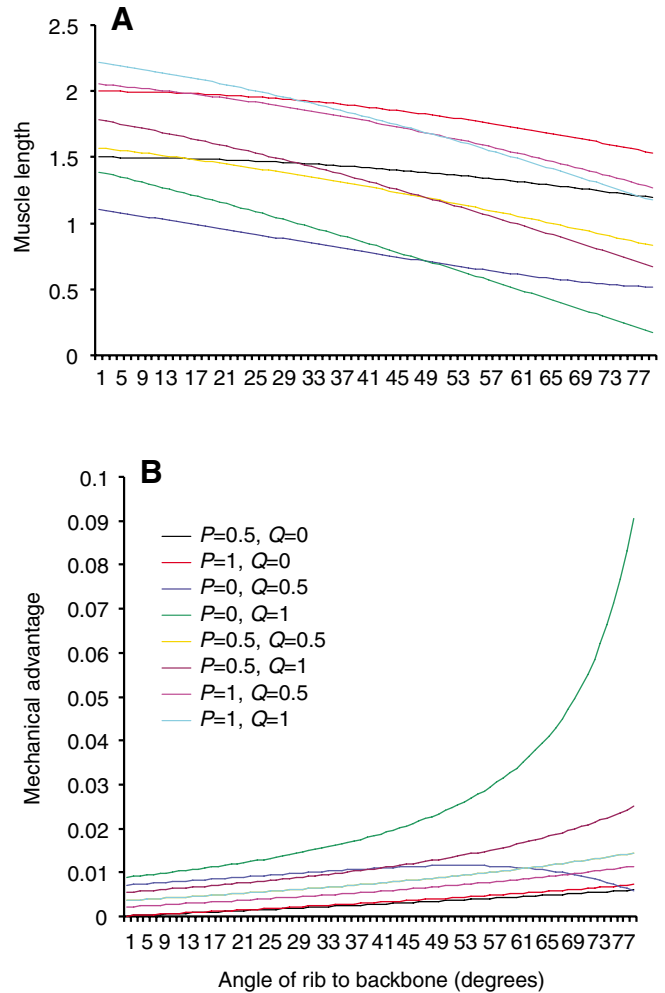 A
2.5
2
1.5
1
0.5
0
Muscle length
1 5 9 13 17 21 25 29 33 37 41 45 49 53 57 61 65 69 73 77
B
0.1
0.09
0.08
0.07
0.06
0.05
0.04
0.03
0.02
0.01
0
Mechanical advantage
P=0.5, Q=0
P=1, Q=0
P=0, Q=0.5
P=0, Q=1
P=0.5, Q=0.5
P=0.5, Q=1
P=1, Q=0.5
P=1, Q=1
1 5 9 13 17 21 25 29 33 37 41 45 49 53 57 61 65 69 73 77
Angle of rib to backbone (degrees)